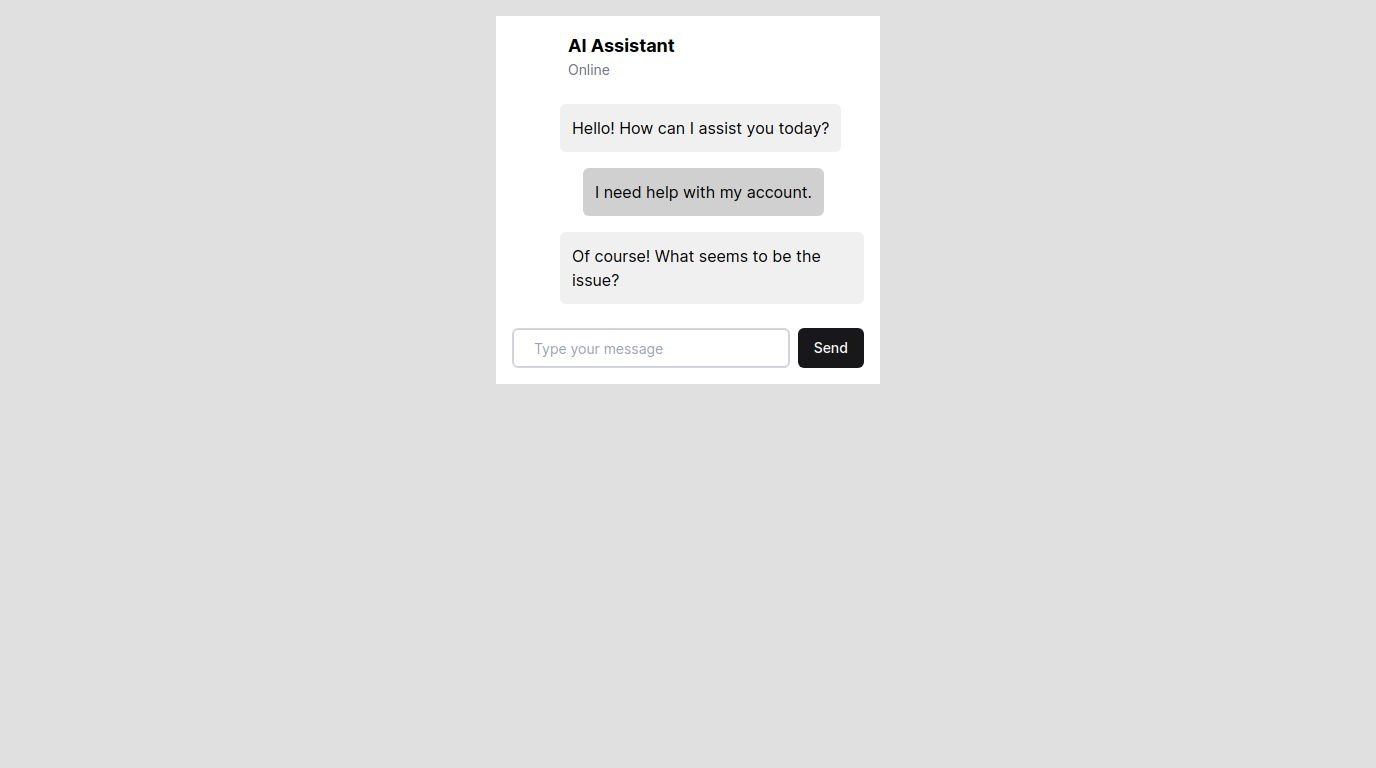 AI Assistant
Online
Hello! How can I assist you today?
I need help with my account.
Of course! What seems to be the
issue?
Type your message
Send